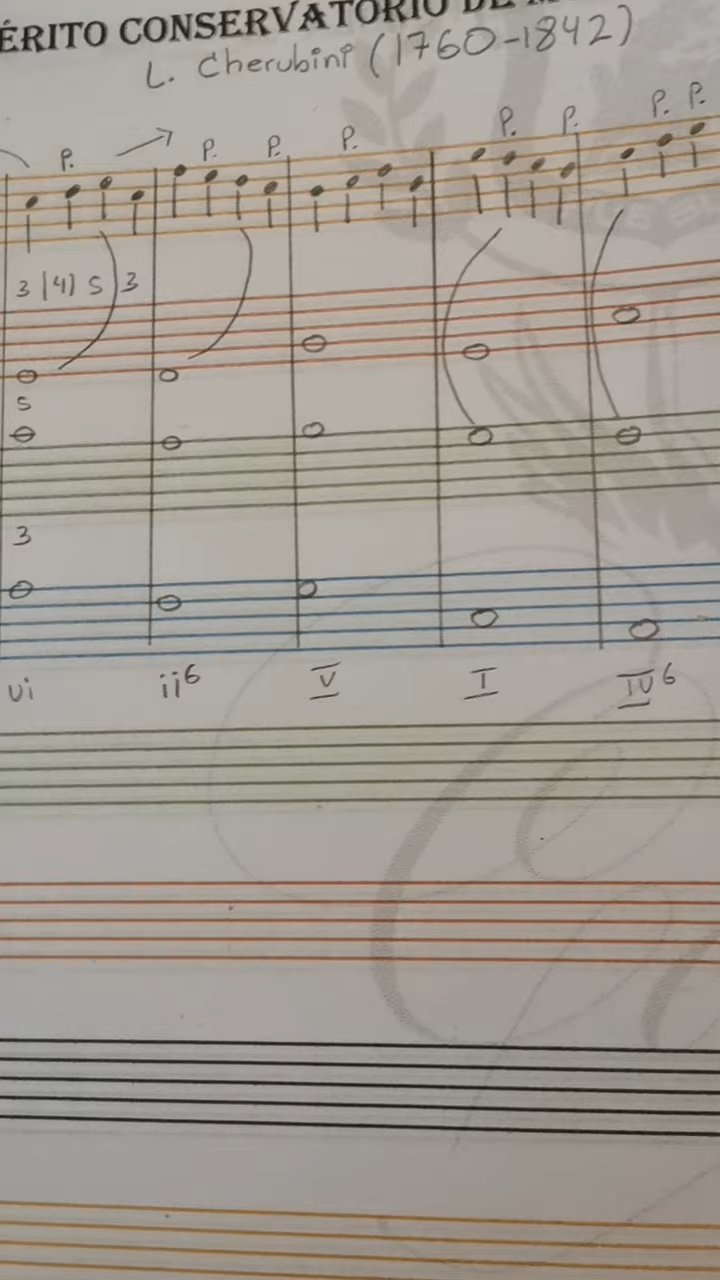 ÉRITO CONSERVATORIO DE
L. Cherubini (1760-1842)
P. P. P. P. P. P. P. P.
3 (4) 5 3
5
3
vi ii6 V I IV6